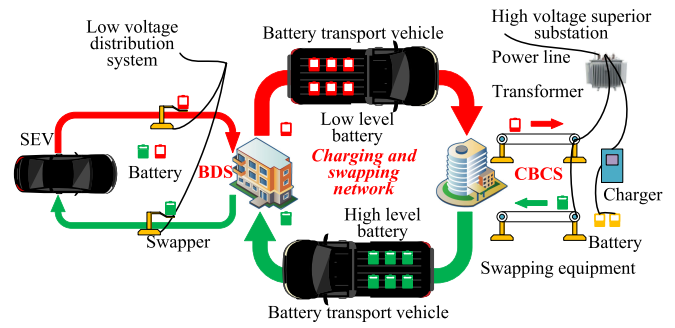 Low voltage
distribution
system
Battery transport vehicle
High voltage superior
substation
Power line
Transformer
SEV
Battery
BDS
Low level
battery
Charging and
swapping
network
CBCS
Charger
Swapper
High level
battery
Battery
Swapping equipment
Battery transport vehicle